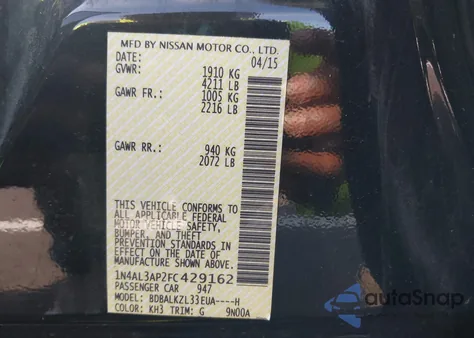 MFD BY NISSAN MOTOR CO., LTD.
DATE: 04/15
GVWR: 1910 KG
4211 LB
GAWR FR.: 1005 KG
2216 LB
GAWR RR.: 940 KG
2072 LB
THIS VEHICLE CONFORMS TO
ALL APPLICABLE FEDERAL
MOTOR VEHICLE SAFETY,
BUMPER, AND THEFT
PREVENTION STANDARDS IN
EFFECT ON THE DATE OF
MANUFACTURE SHOWN ABOVE.
1N4AL3AP2FC429162
PASSENGER CAR 947
MODEL: BDBALKZL33EUA----H
COLOR: KH3 TRIM: G 9N00A
autoSnap